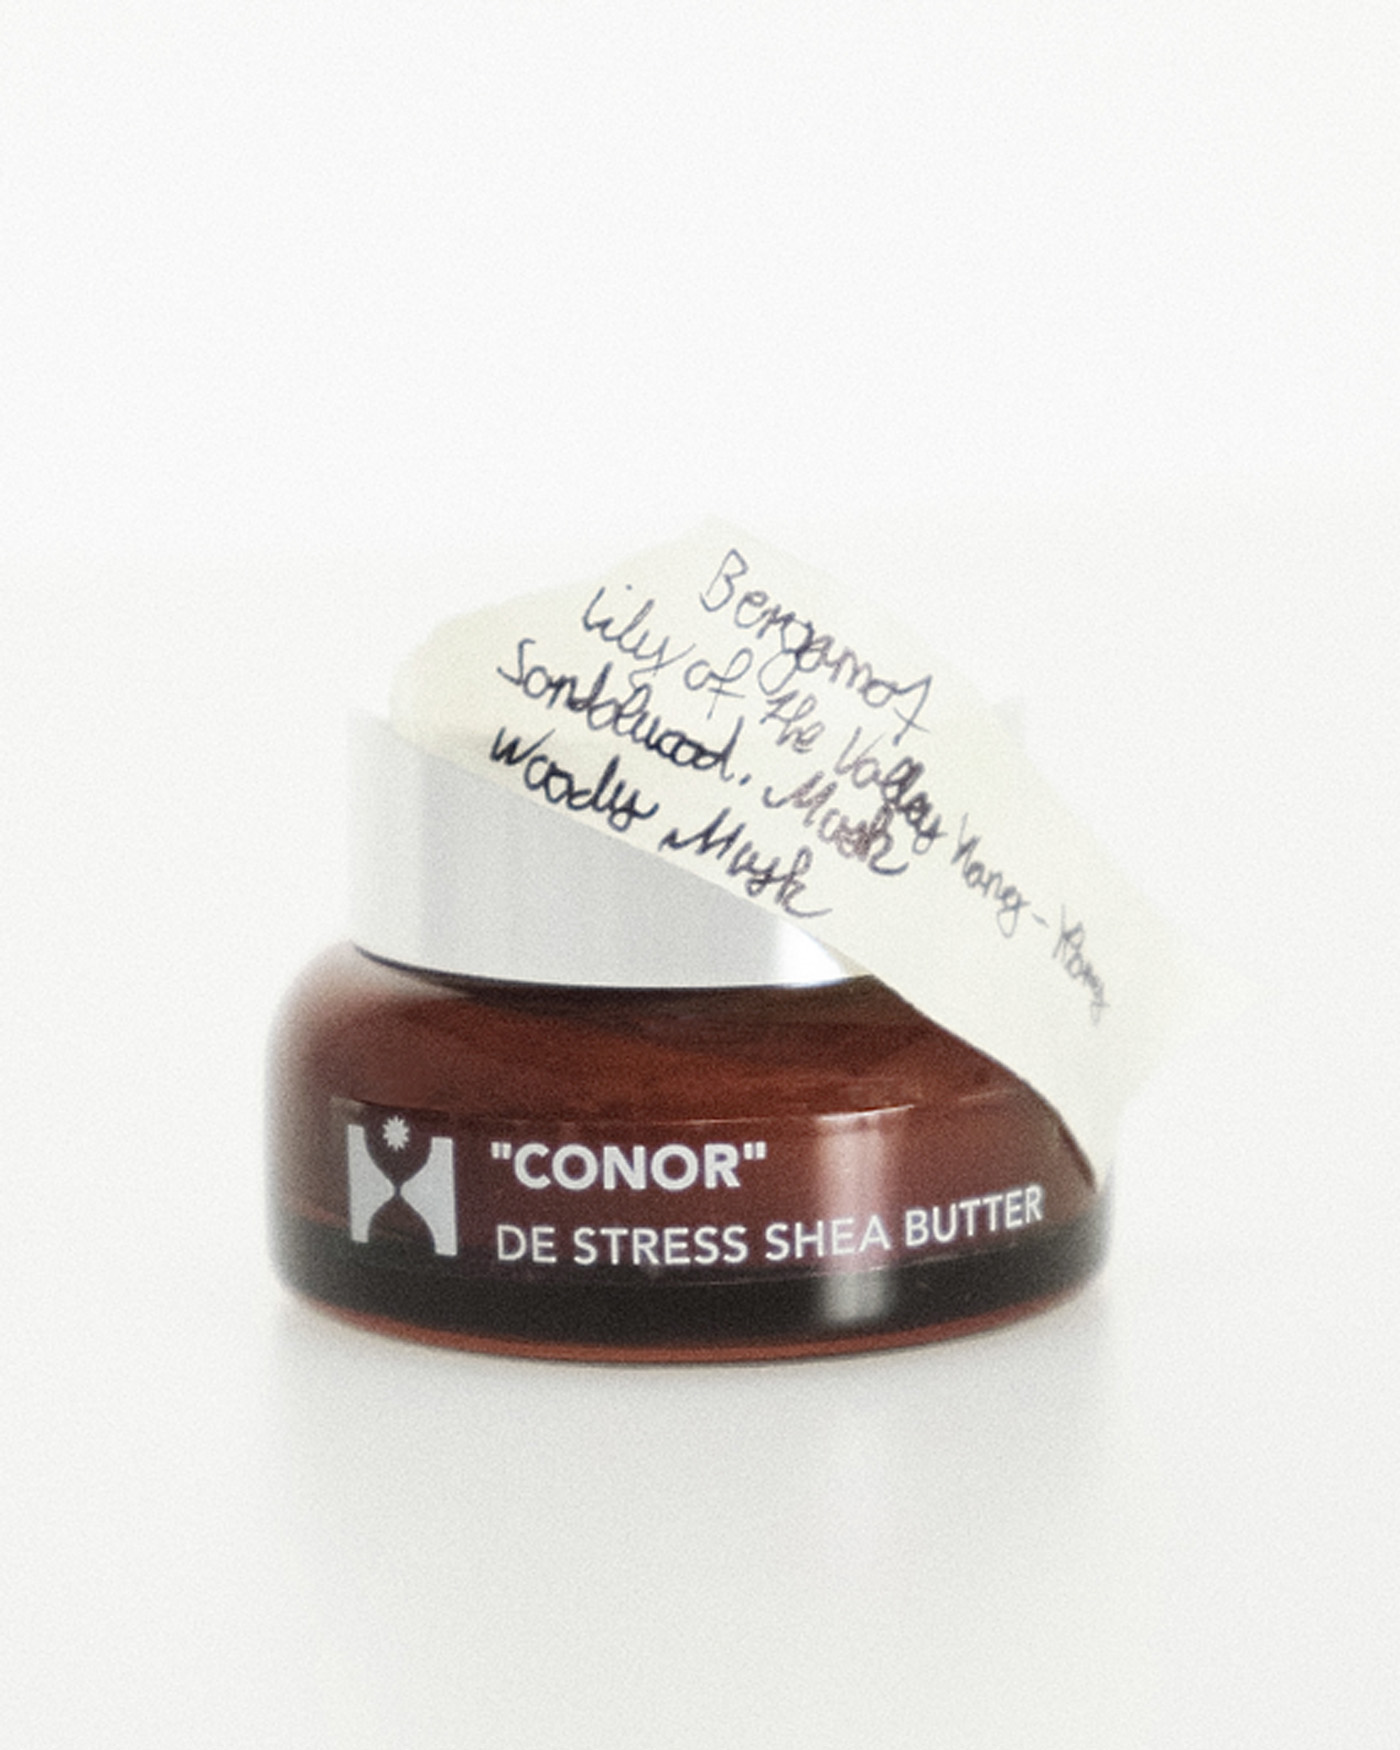 Bergamot
Lily of the Valley Ylang-Ylang
Sandalwood. Musk
Woody Musk
"CONOR"
DE STRESS SHEA BUTTER